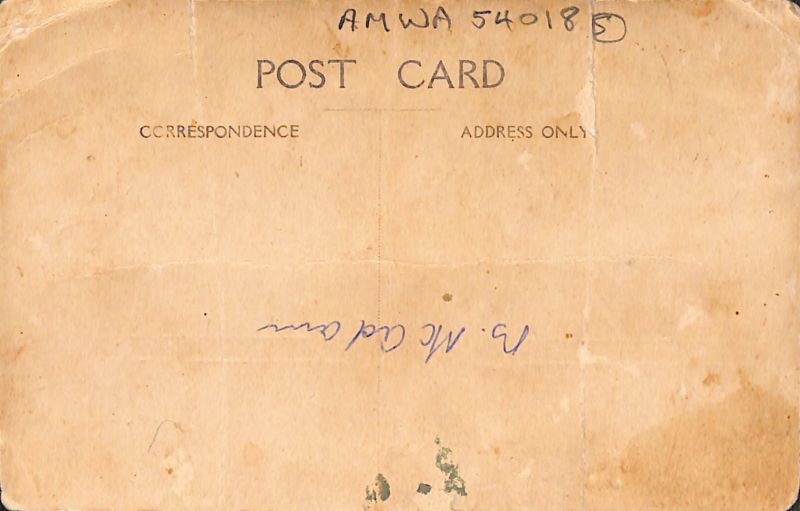 AMWA 54018 5
POST CARD
CORRESPONDENCE
ADDRESS ONLY
B. McAdam